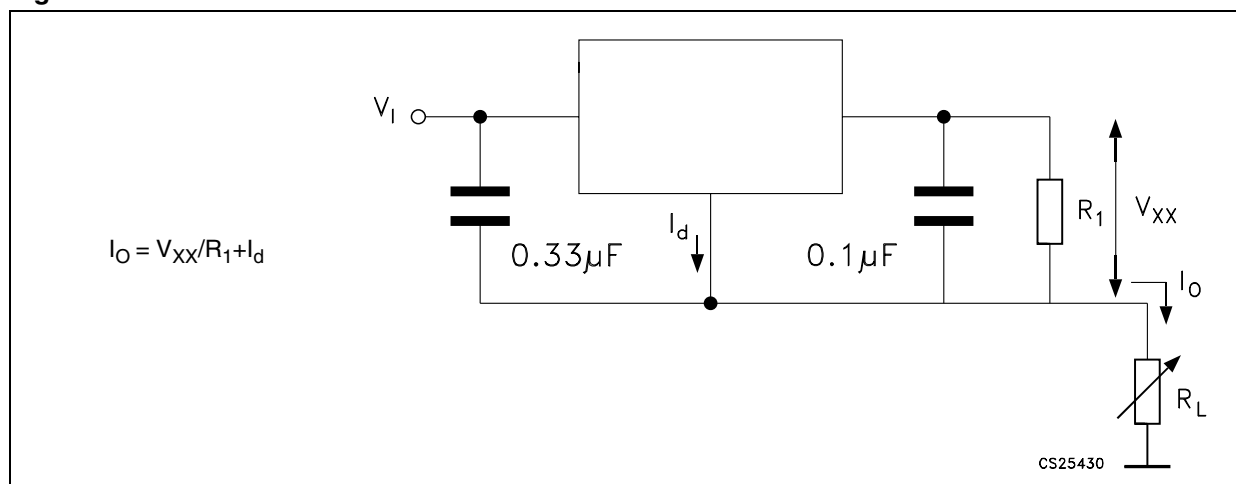 V_I
I_d
0.33µF
0.1µF
R_1
V_XX
I_O
R_L
I_O = V_XX/R_1+I_d
CS25430